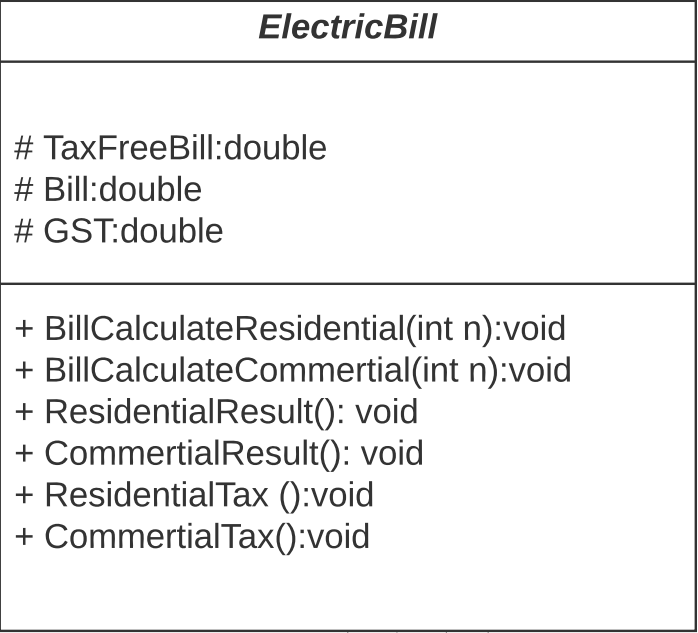 ElectricBill
# TaxFreeBill:double
# Bill:double
# GST:double
+ BillCalculateResidential(int n):void
+ BillCalculateCommertial(int n):void
+ ResidentialResult(): void
+ CommertialResult(): void
+ ResidentialTax ():void
+ CommertialTax():void